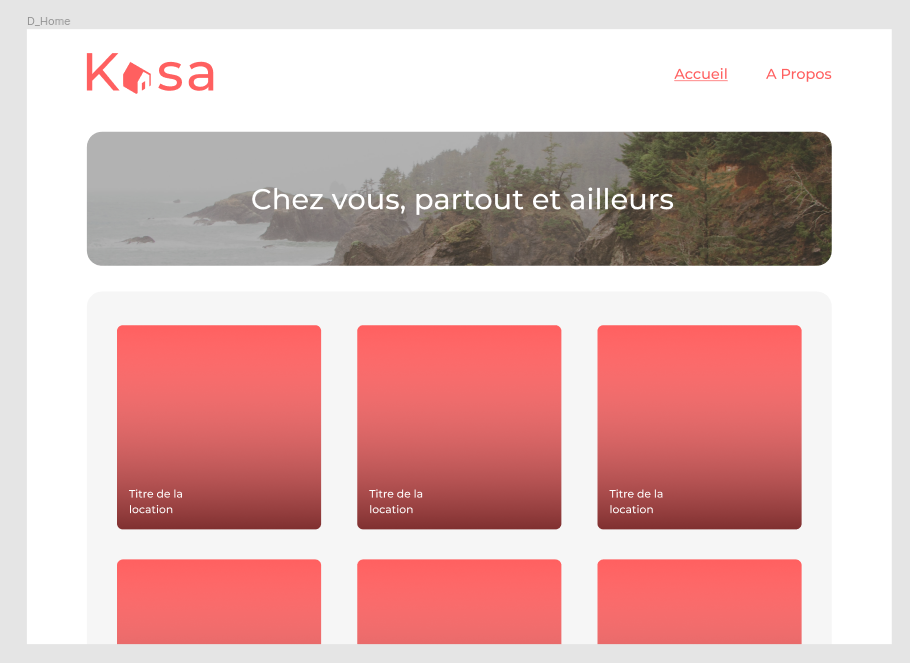 D_Home
Kasa
Accueil A Propos
Chez vous, partout et ailleurs
Titre de la
location
Titre de la
location
Titre de la
location